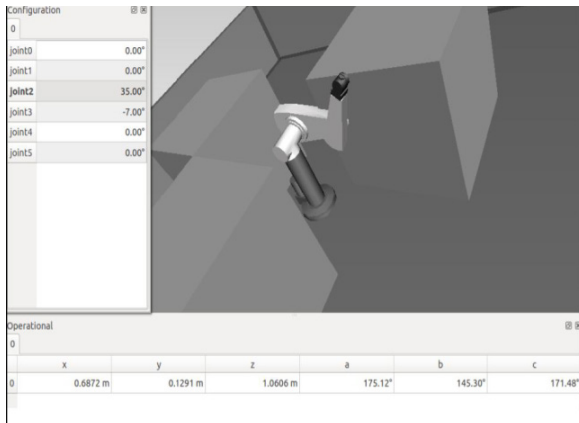 Configuration
0
joint0 0.00°
joint1 0.00°
joint2 35.00°
joint3 -7.00°
joint4 0.00°
joint5 0.00°
Operational
0
x y z a b c
0 0.6872 m 0.1291 m 1.0606 m 175.12° 145.30° 171.48°